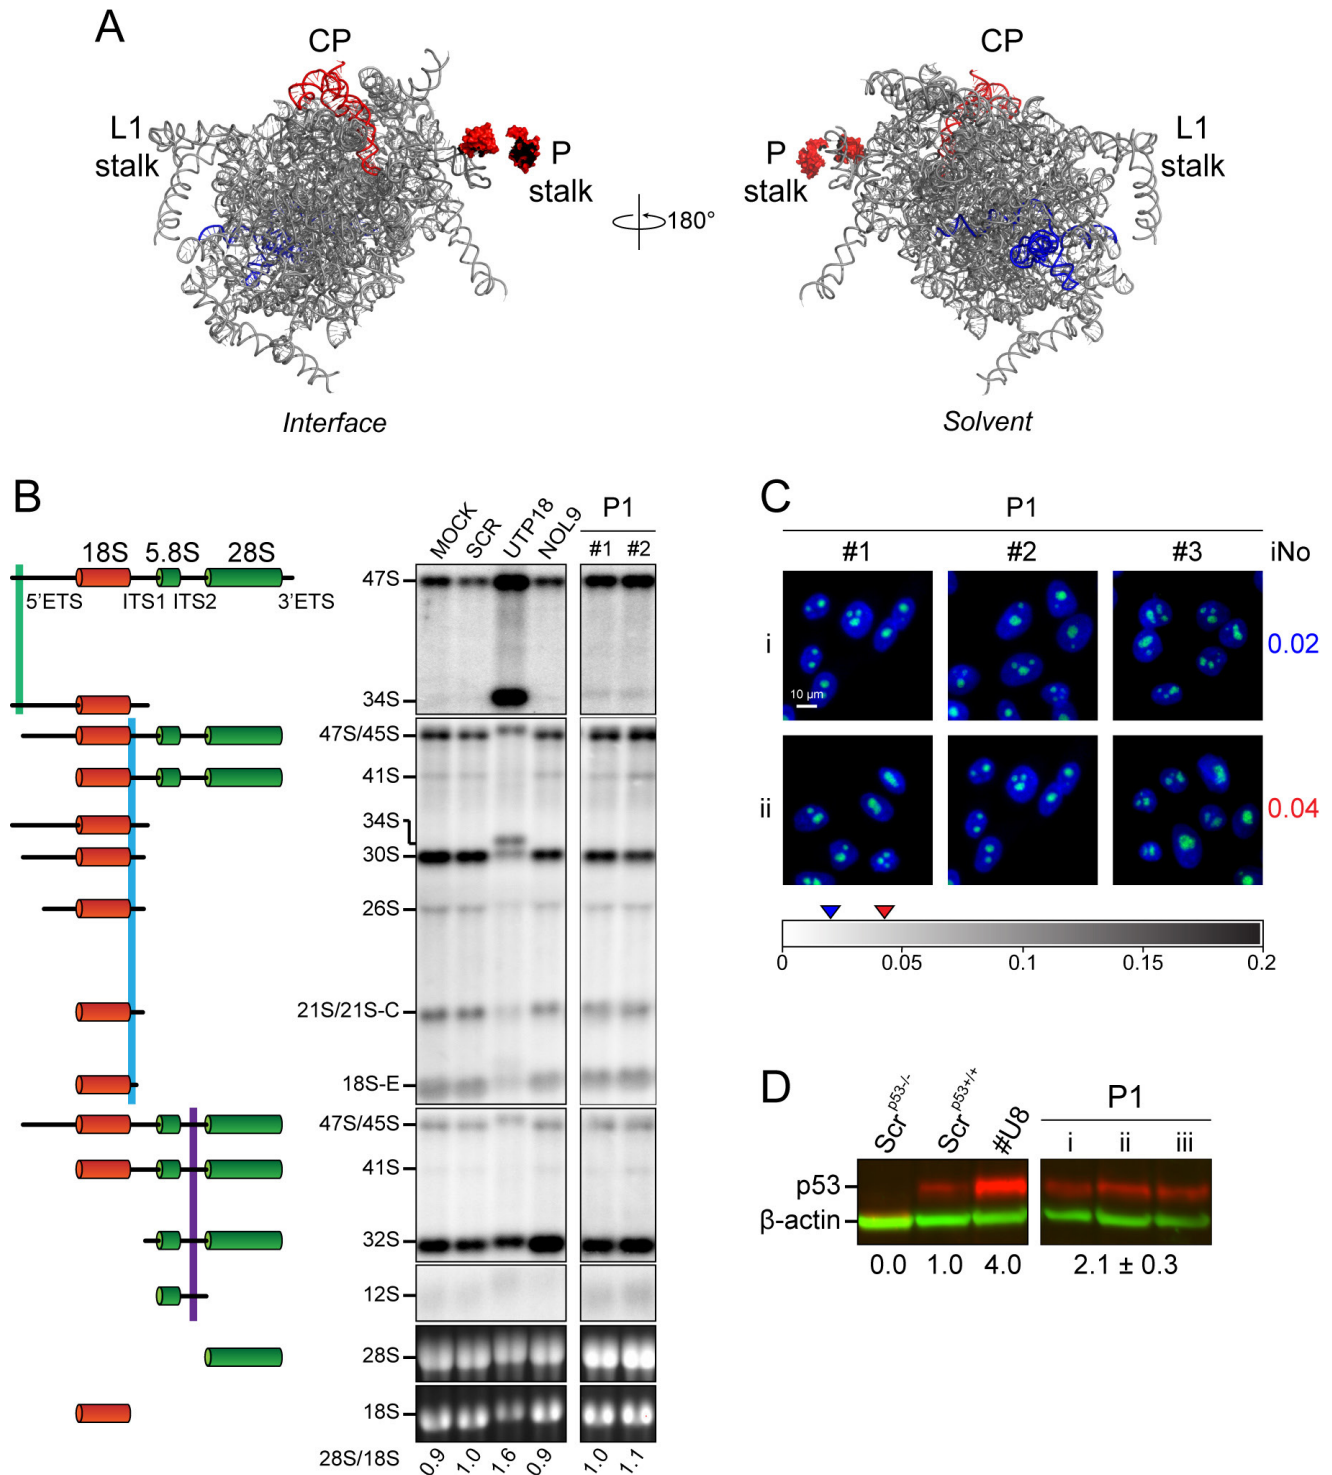 A
CP
L1
stalk
P
stalk
180°
CP
P
stalk
L1
stalk
Interface
Solvent
B
18S 5.8S 28S
5'ETS ITS1 ITS2 3'ETS
MOCK SCR UTP18 NOL9
P1
#1 #2
47S
34S
47S/45S
41S
34S
30S
26S
21S/21S-C
18S-E
47S/45S
41S
32S
12S
28S
18S
28S/18S 0.9 1.0 1.6 0.9 1.0 1.1
C
P1
#1 #2 #3 iNo
i 10 µm 0.02
ii 0.04
0 0.05 0.1 0.15 0.2
D
Scr p53-/- Scr p53+/+ #U8
P1
i ii iii
p53
β-actin
0.0 1.0 4.0 2.1 ± 0.3